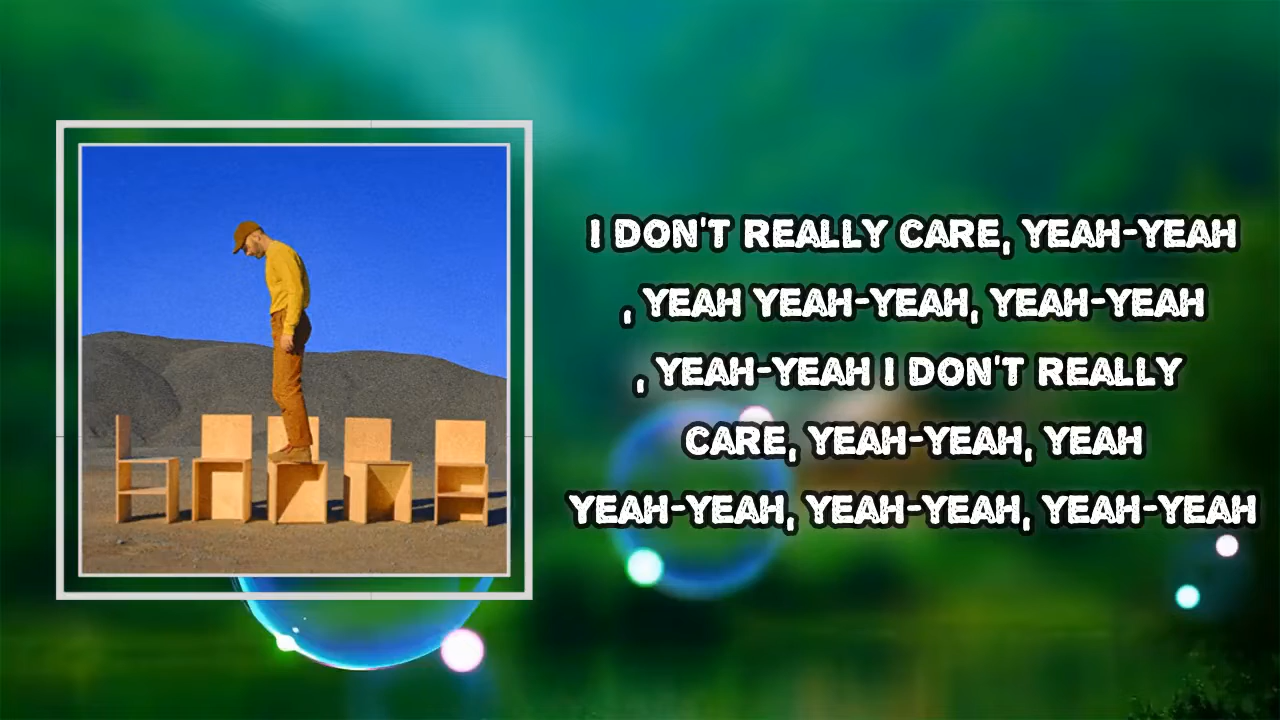 I DON'T REALLY CARE, YEAH-YEAH
, YEAH YEAH-YEAH, YEAH-YEAH
, YEAH-YEAH I DON'T REALLY
CARE, YEAH-YEAH, YEAH
YEAH-YEAH, YEAH-YEAH, YEAH-YEAH